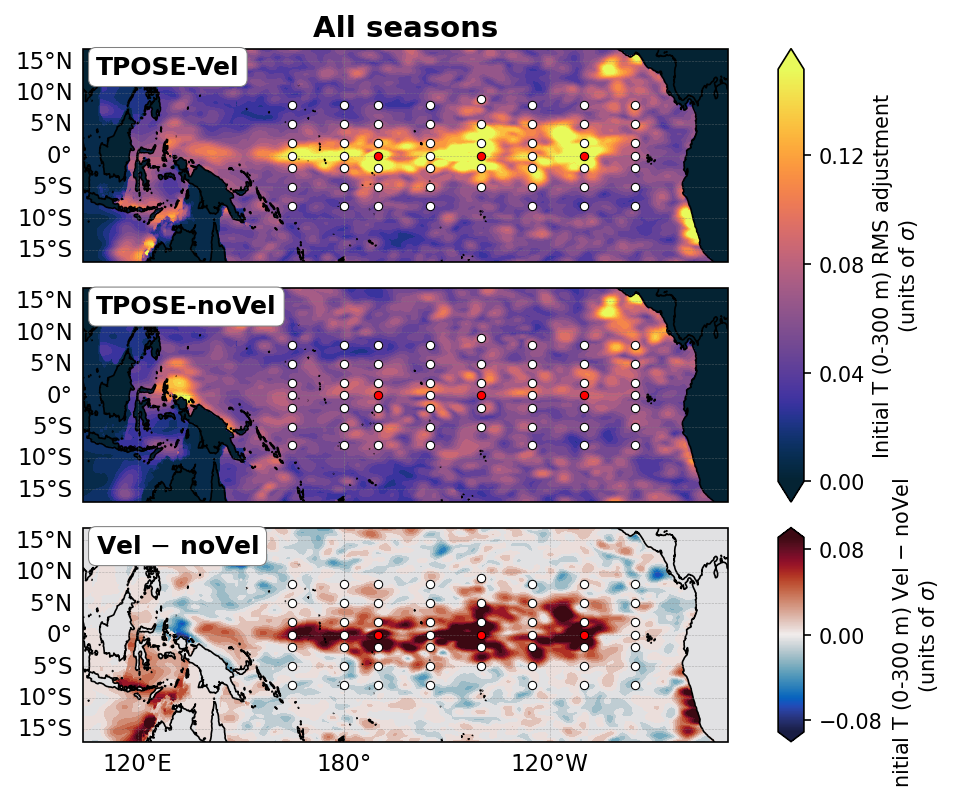 All seasons
TPOSE-Vel
15°N
10°N
5°N
0°
5°S
10°S
15°S
TPOSE-noVel
15°N
10°N
5°N
0°
5°S
10°S
15°S
Vel − noVel
15°N
10°N
5°N
0°
5°S
10°S
15°S
120°E
180°
120°W
0.12
0.08
0.04
0.00
Initial T (0-300 m) RMS adjustment
(units of σ)
0.08
0.00
−0.08
nitial T (0-300 m) Vel − noVel
(units of σ)